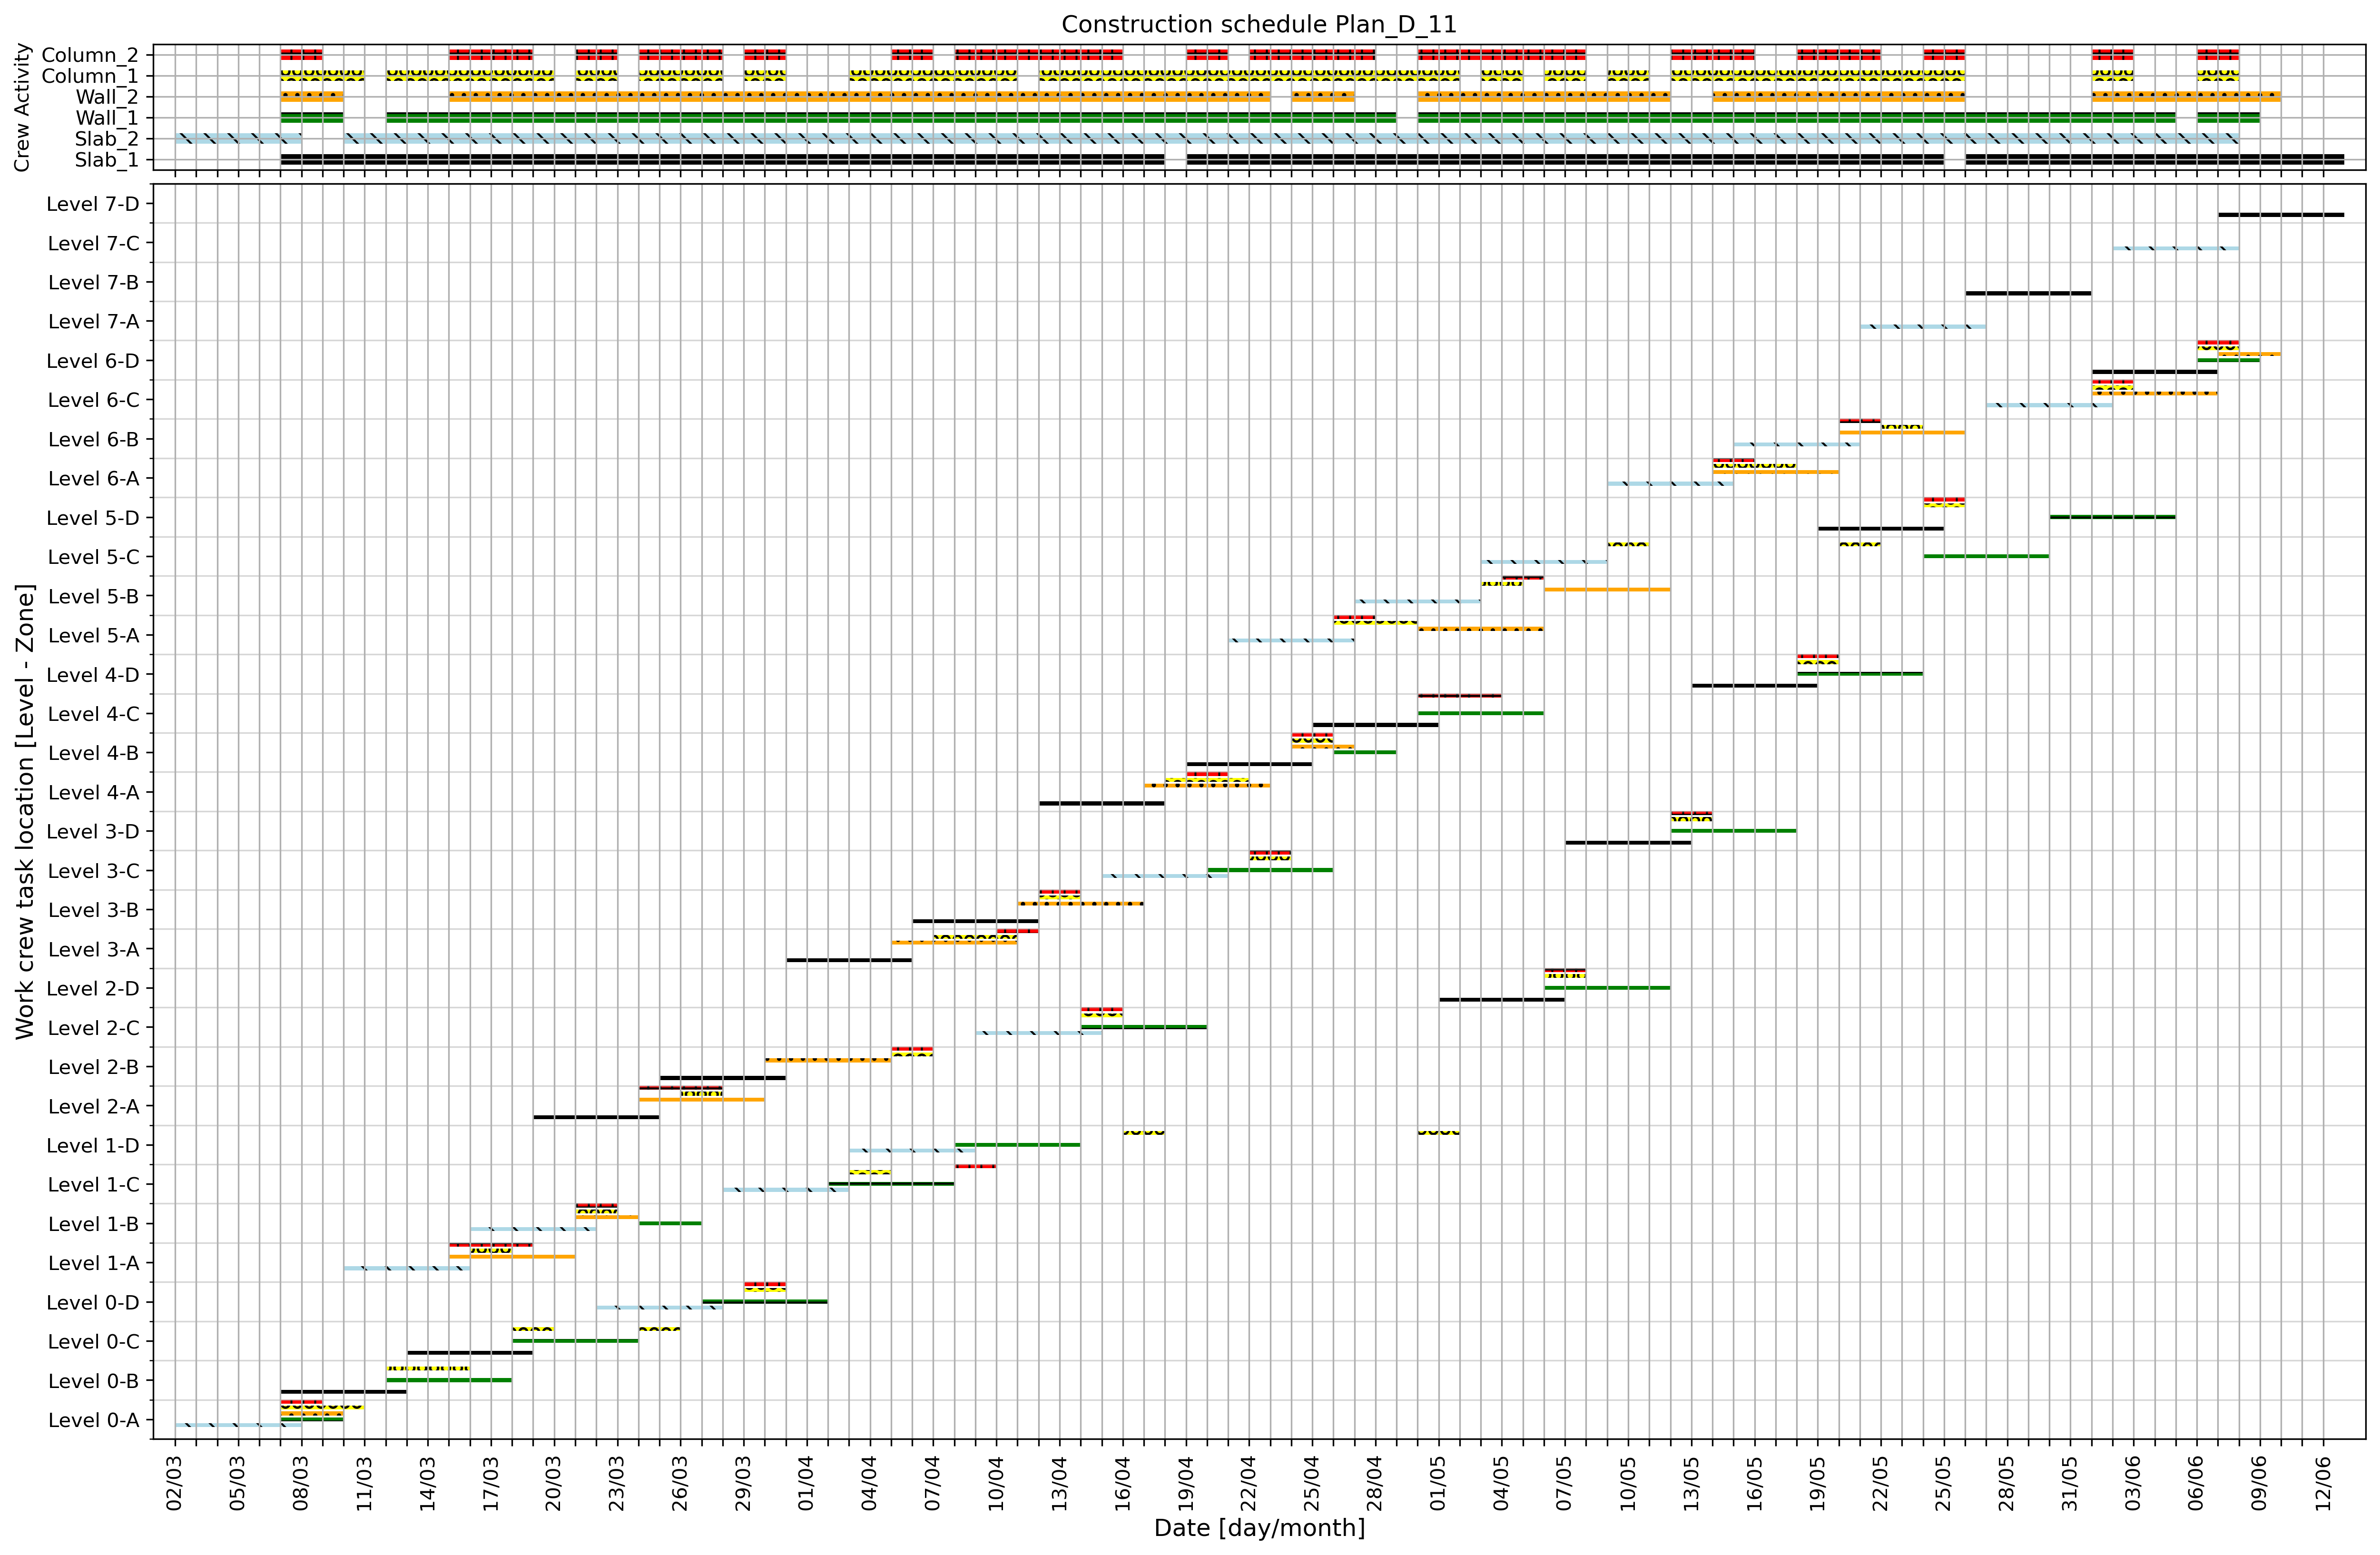 Construction schedule Plan_D_11
Crew Activity
Column_2
Column_1
Wall_2
Wall_1
Slab_2
Slab_1
Work crew task location [Level - Zone]
Level 7-D
Level 7-C
Level 7-B
Level 7-A
Level 6-D
Level 6-C
Level 6-B
Level 6-A
Level 5-D
Level 5-C
Level 5-B
Level 5-A
Level 4-D
Level 4-C
Level 4-B
Level 4-A
Level 3-D
Level 3-C
Level 3-B
Level 3-A
Level 2-D
Level 2-C
Level 2-B
Level 2-A
Level 1-D
Level 1-C
Level 1-B
Level 1-A
Level 0-D
Level 0-C
Level 0-B
Level 0-A
02/03
05/03
08/03
11/03
14/03
17/03
20/03
23/03
26/03
29/03
01/04
04/04
07/04
10/04
13/04
16/04
19/04
22/04
25/04
28/04
01/05
04/05
07/05
10/05
13/05
16/05
19/05
22/05
25/05
28/05
31/05
03/06
06/06
09/06
12/06
Date [day/month]